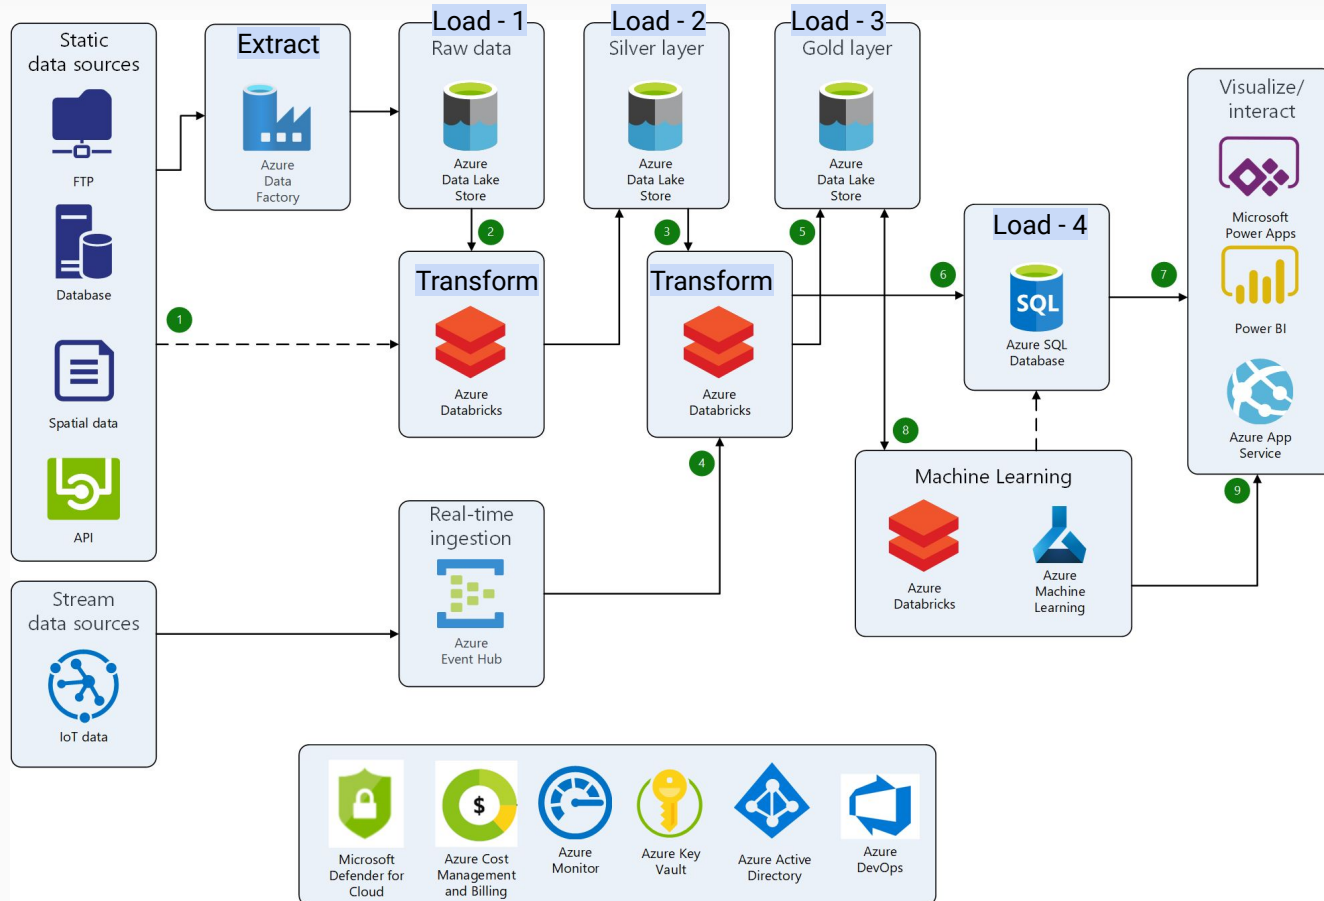 Static
data sources
FTP
Database
Spatial data
API
Stream
data sources
IoT data
Extract
Azure
Data
Factory
Load - 1
Raw data
Azure
Data Lake
Store
Load - 2
Silver layer
Azure
Data Lake
Store
Load - 3
Gold layer
Azure
Data Lake
Store
1
2
3
5
Transform
Azure
Databricks
Transform
Azure
Databricks
4
Real-time
ingestion
Azure
Event Hub
6
Load - 4
SQL
Azure SQL
Database
7
8
Machine Learning
Azure
Databricks
Azure
Machine
Learning
9
Visualize/
interact
Microsoft
Power Apps
Power BI
Azure App
Service
$
Microsoft
Defender for
Cloud
Azure Cost
Management
and Billing
Azure
Monitor
Azure Key
Vault
Azure Active
Directory
Azure
DevOps